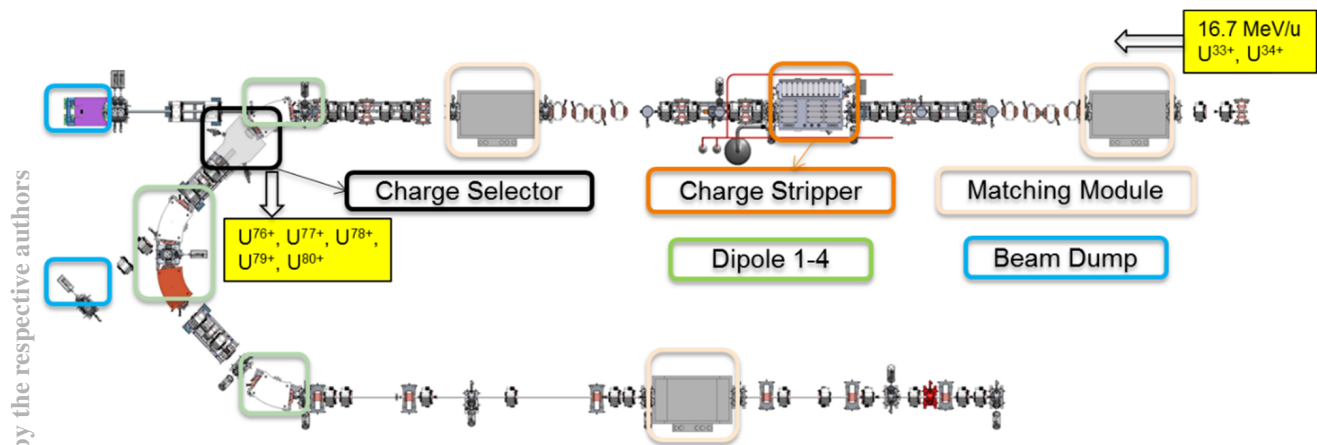 16.7 MeV/u
U³³⁺, U³⁴⁺
Charge Selector
Charge Stripper
Matching Module
U⁷⁶⁺, U⁷⁷⁺, U⁷⁸⁺,
U⁷⁹⁺, U⁸⁰⁺
Dipole 1-4
Beam Dump
by the respective authors